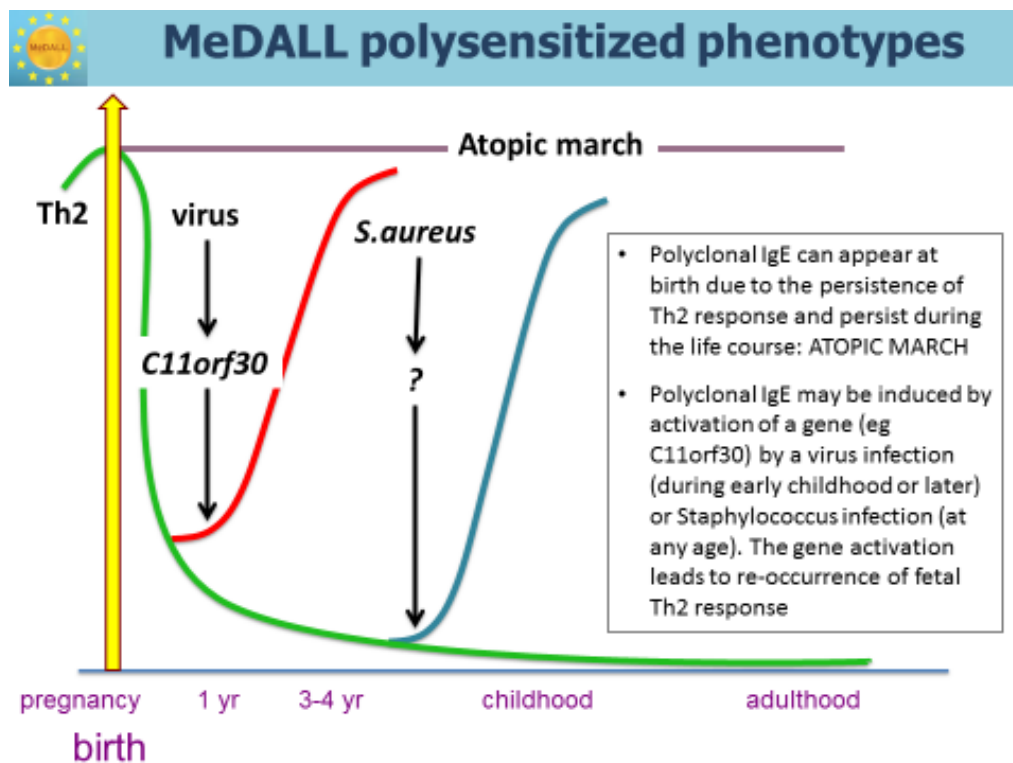 MeDALL
MeDALL polysensitized phenotypes
Atopic march
Th2
virus
S.aureus
C11orf30
?
• Polyclonal IgE can appear at
birth due to the persistence of
Th2 response and persist during
the life course: ATOPIC MARCH
• Polyclonal IgE may be induced by
activation of a gene (eg
C11orf30) by a virus infection
(during early childhood or later)
or Staphylococcus infection (at
any age). The gene activation
leads to re-occurrence of fetal
Th2 response
pregnancy 1 yr 3-4 yr childhood adulthood
birth